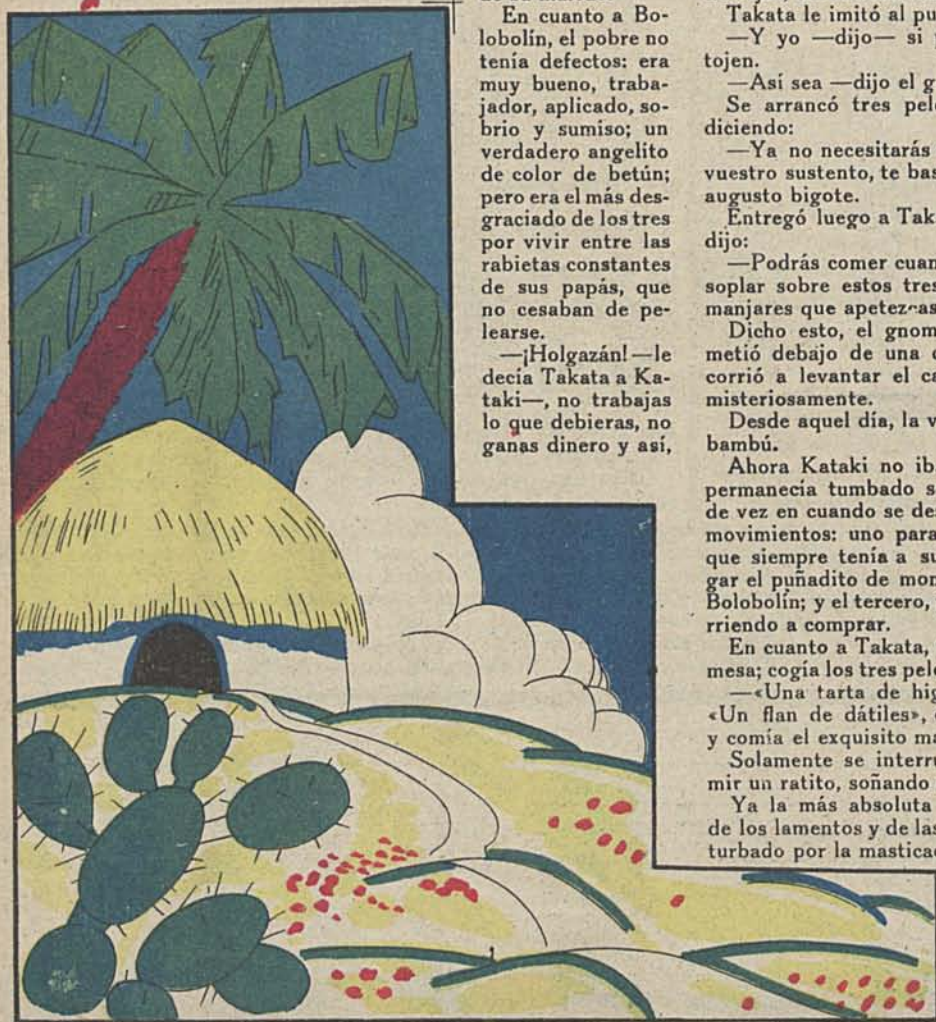 En cuanto a Bo-
lobolín, el pobre no
tenía defectos: era
muy bueno, traba-
jador, aplicado, so-
brio y sumiso; un
verdadero angelito
de color de betún;
pero era el más des-
graciado de los tres
por vivir entre las
rabietas constantes
de sus papás, que
no cesaban de pe-
learse.
—¡Holgazán! —le
decía Takata a Ka-
taki—, no trabajas
lo que debieras, no
ganas dinero y así,
Takata le imitó al pu
—Y yo —dijo— si
tojen.
—Así sea —dijo el g
Se arrancó tres pel
diciendo:
—Ya no necesitarás
vuestro sustento, te bas
augusto bigote.
Entregó luego a Tak
dijo:
—Podrás comer cuan
soplar sobre estos tres
manjares que apetezcas
Dicho esto, el gnom
metió debajo de una
corrió a levantar el ca
misteriosamente.
Desde aquel día, la v
bambú.
Ahora Kataki no ib
permanecía tumbado s
de vez en cuando se des
movimientos: uno para
que siempre tenía a su
gar el puñadito de mon
Bolobolín; y el tercero,
rriendo a comprar.
En cuanto a Takata,
mesa; cogía los tres pel
—«Una tarta de hig
«Un flan de dátiles»,
y comía el exquisito ma
Solamente se interru
mir un ratito, soñando
Ya la más absoluta
de los lamentos y de las
turbado por la masticac